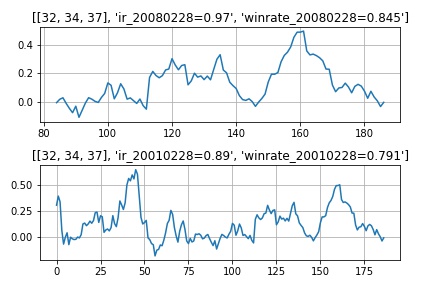 [[32, 34, 37], 'ir_20080228=0.97', 'winrate_20080228=0.845']
0.4
0.2
0.0
80 100 120 140 160 180
[[32, 34, 37], 'ir_20010228=0.89', 'winrate_20010228=0.791']
0.50
0.25
0.00
0 25 50 75 100 125 150 175